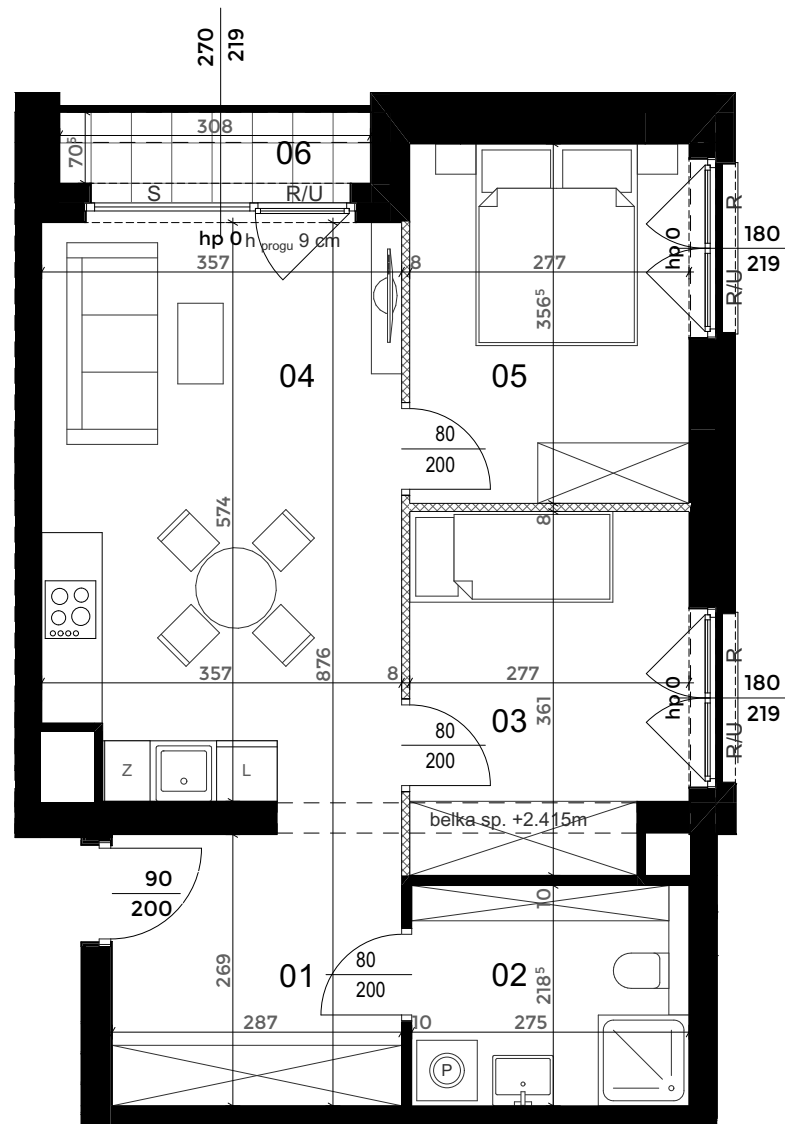 270
219
308
06
70⁵
S
R/U
hp 0
h progu 9 cm
357
8
277
R
hp 0
R/U
180
219
356⁵
04
05
80
200
574
8
357
876
8
277
R
hp 0
R/U
180
219
361
03
80
200
Z
L
belka sp. +2.415m
90
200
10
269
01
80
200
02
218⁵
287
10
275
P